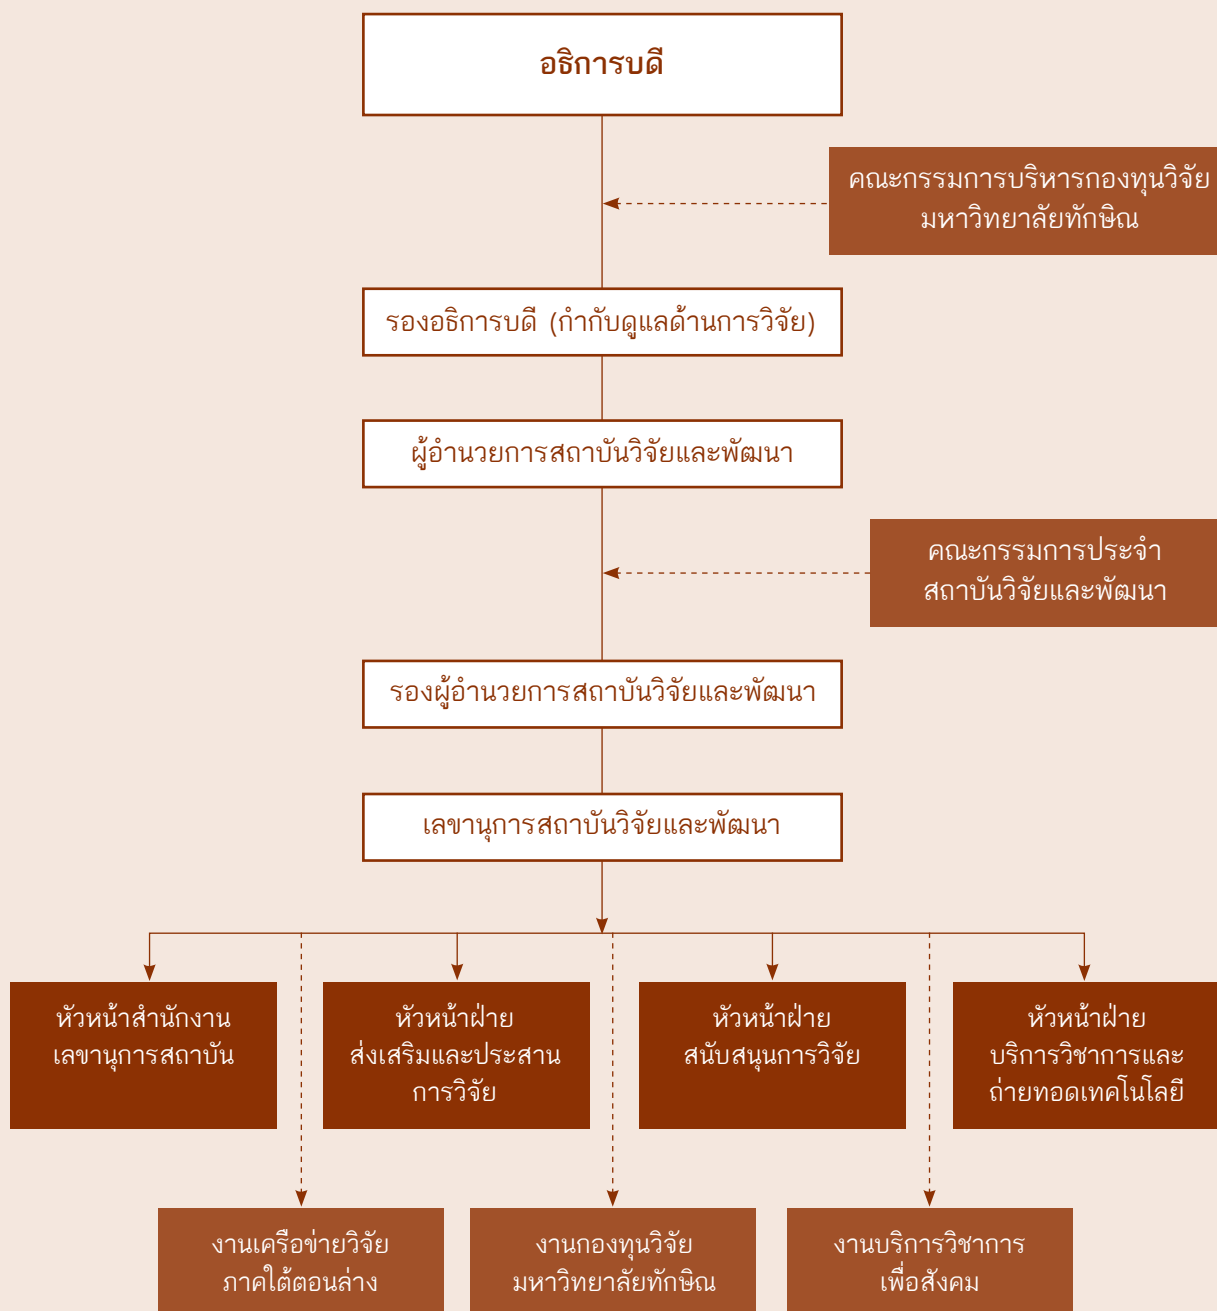 อธิการบดี
คณะกรรมการบริหารกองทุนวิจัย
มหาวิทยาลัยทักษิณ
รองอธิการบดี (กำกับดูแลด้านการวิจัย)
ผู้อำนวยการสถาบันวิจัยและพัฒนา
คณะกรรมการประจำ
สถาบันวิจัยและพัฒนา
รองผู้อำนวยการสถาบันวิจัยและพัฒนา
เลขานุการสถาบันวิจัยและพัฒนา
หัวหน้าสำนักงาน
เลขานุการสถาบัน
หัวหน้าฝ่าย
ส่งเสริมและประสาน
การวิจัย
หัวหน้าฝ่าย
สนับสนุนการวิจัย
หัวหน้าฝ่าย
บริการวิชาการและ
ถ่ายทอดเทคโนโลยี
งานเครือข่ายวิจัย
ภาคใต้ตอนล่าง
งานกองทุนวิจัย
มหาวิทยาลัยทักษิณ
งานบริการวิชาการ
เพื่อสังคม